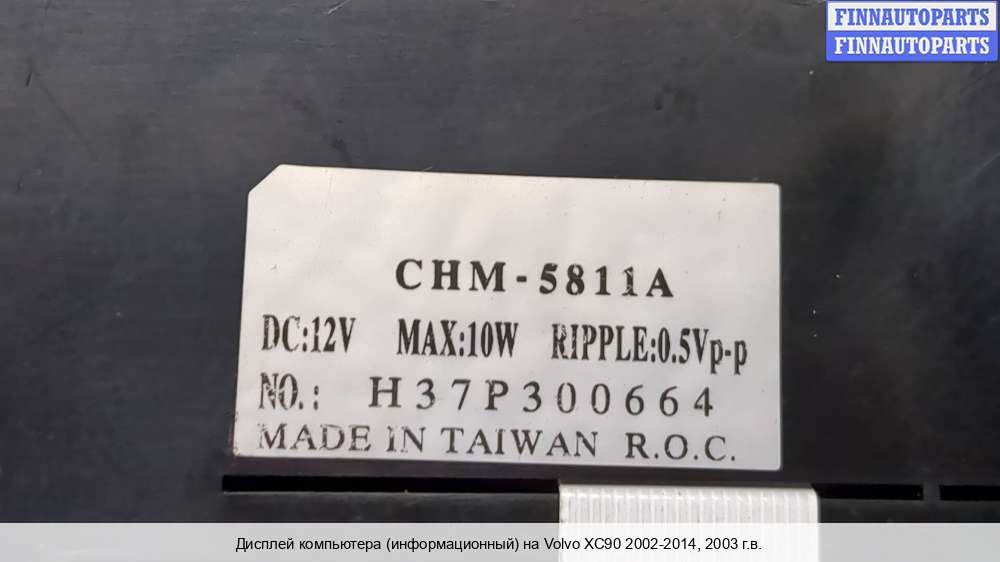 FINNAUTOPARTS
FINNAUTOPARTS
CHM-5811A
DC:12V MAX:10W RIPPLE:0.5Vp-p
NO.: H37P300664
MADE IN TAIWAN R.O.C.
Дисплей компьютера (информационный) на Volvo XC90 2002-2014, 2003 г.в.